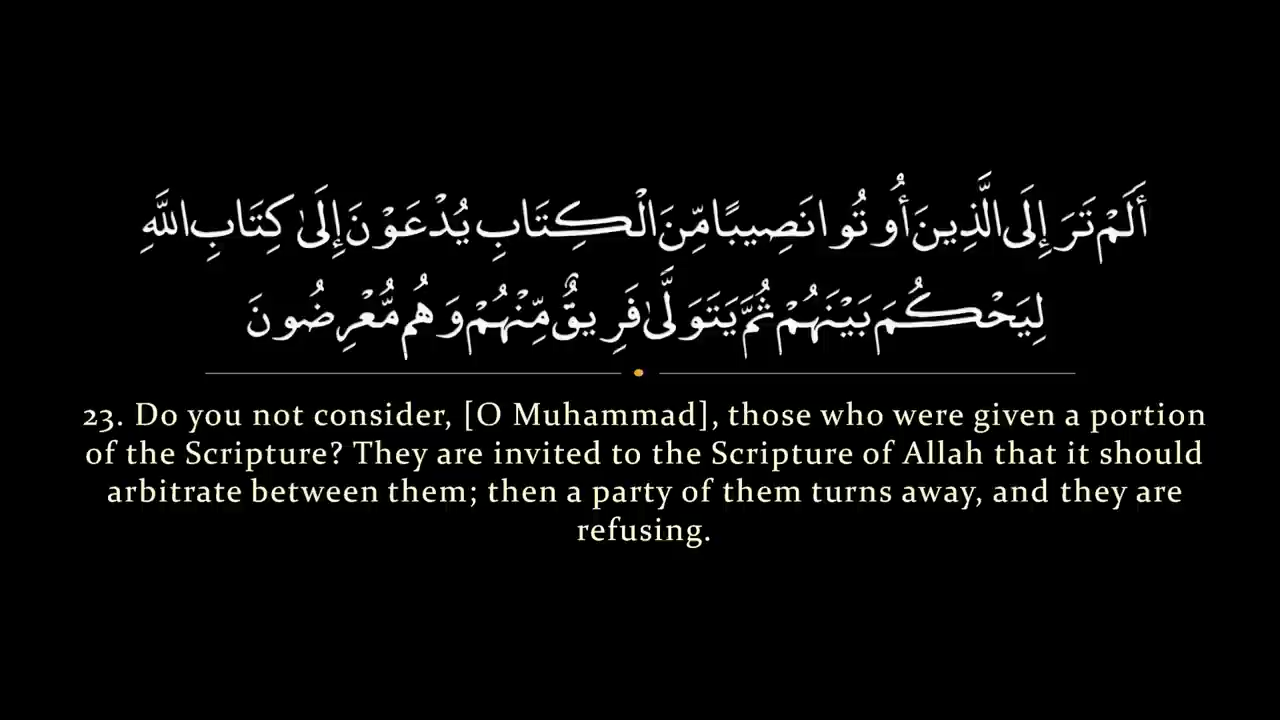 أَلَمْ تَرَ إِلَى الَّذِينَ أُوتُوا نَصِيبًا مِّنَ الْكِتَابِ يُدْعَوْنَ إِلَىٰ كِتَابِ اللَّهِ
لِيَحْكُمَ بَيْنَهُمْ ثُمَّ يَتَوَلَّىٰ فَرِيقٌ مِّنْهُمْ وَهُم مُّعْرِضُونَ
23. Do you not consider, [O Muhammad], those who were given a portion
of the Scripture? They are invited to the Scripture of Allah that it should
arbitrate between them; then a party of them turns away, and they are
refusing.